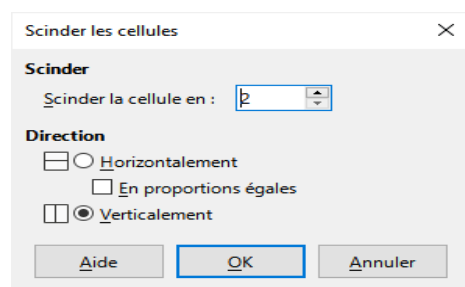 Scinder les cellules
Scinder
Scinder la cellule en : 2
Direction
Horizontalement
En proportions égales
Verticalement
Aide OK Annuler